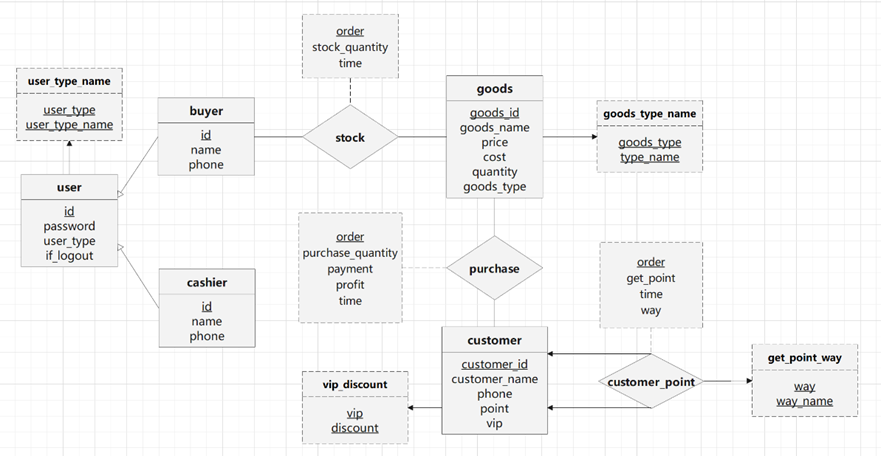 order
stock_quantity
time
user_type_name
user_type
user_type_name
buyer
id
name
phone
stock
goods
goods_id
goods_name
price
cost
quantity
goods_type
goods_type_name
goods_type
type_name
user
id
password
user_type
if_logout
order
purchase_quantity
payment
profit
time
purchase
order
get_point
time
way
cashier
id
name
phone
customer
customer_id
customer_name
phone
point
vip
vip_discount
vip
discount
customer_point
get_point_way
way
way_name